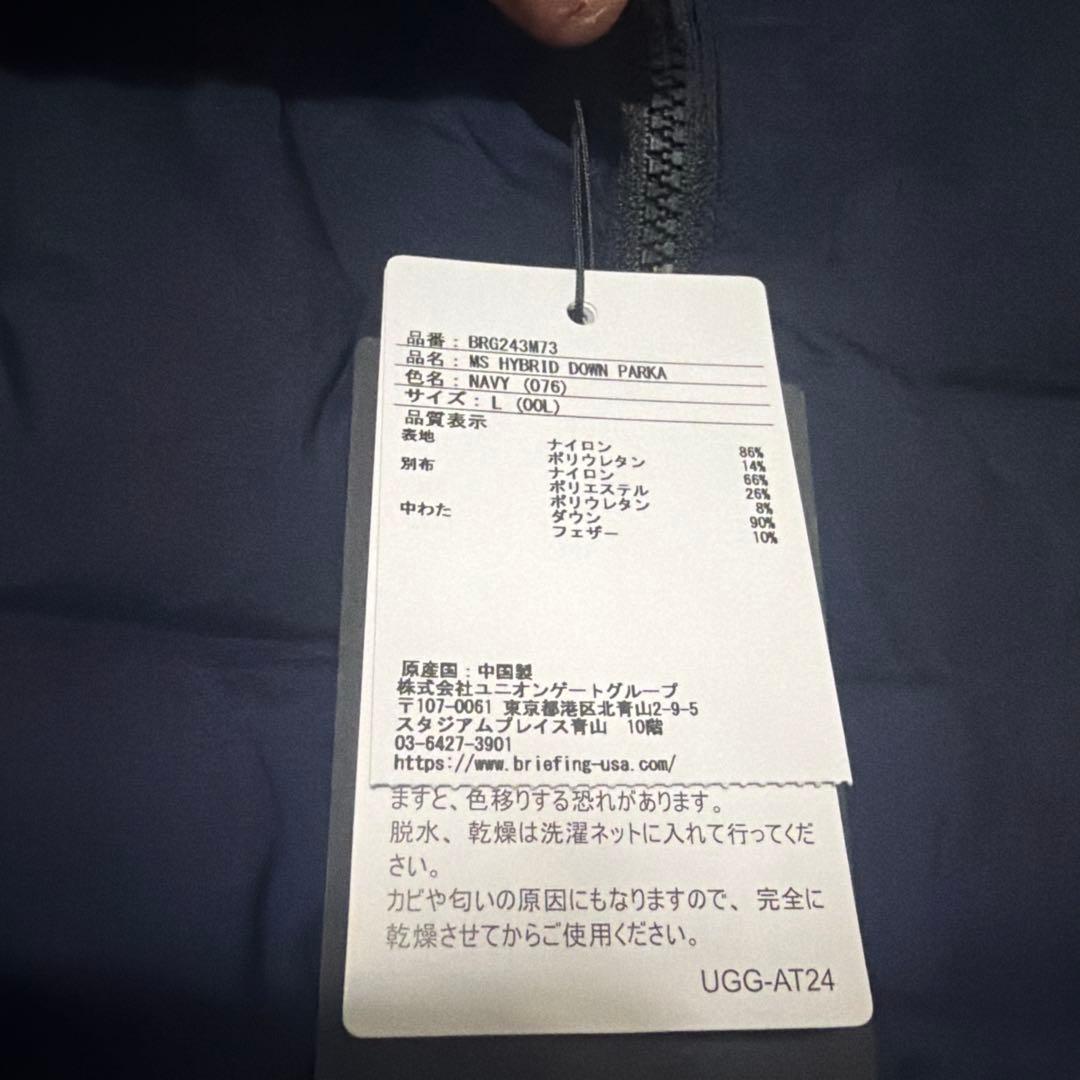 品番：BRG243M73
品名：MS HYBRID DOWN PARKA
色名：NAVY (076)
サイズ：L (00L)
品質表示
表地 ナイロン 86%
ポリウレタン 14%
別布 ナイロン 66%
ポリエステル 26%
ポリウレタン 8%
中わた ダウン 90%
フェザー 10%
原産国：中国製
株式会社ユニオンゲートグループ
〒107-0061 東京都港区北青山2-9-5
スタジアムプレイス青山 10階
03-6427-3901
https://www.briefing-usa.com/
ますと、色移りする恐れがあります。
脱水、乾燥は洗濯ネットに入れて行ってくだ
さい。
カビや匂いの原因にもなりますので、完全に
乾燥させてからご使用ください。
UGG-AT24